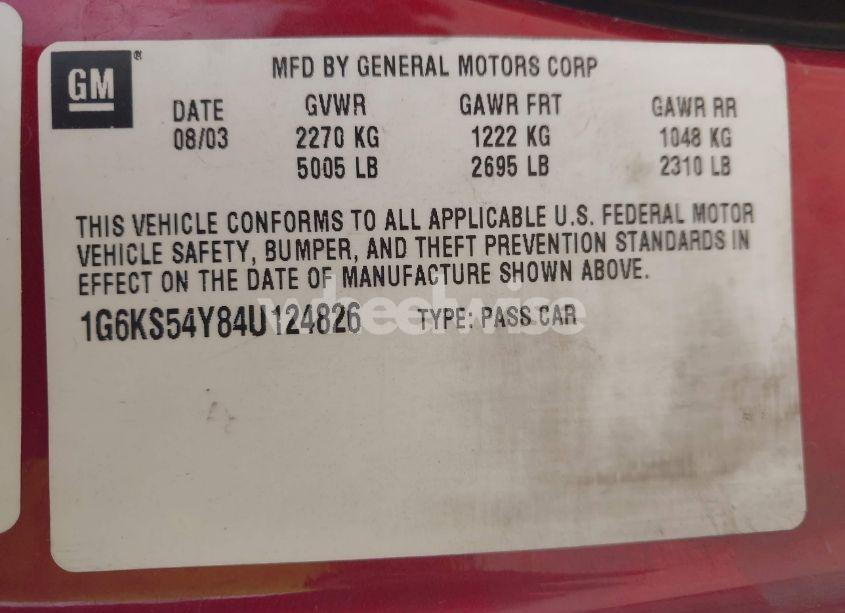 GM
MFD BY GENERAL MOTORS CORP
DATE GVWR GAWR FRT GAWR RR
08/03 2270 KG 1222 KG 1048 KG
5005 LB 2695 LB 2310 LB
THIS VEHICLE CONFORMS TO ALL APPLICABLE U.S. FEDERAL MOTOR
VEHICLE SAFETY, BUMPER, AND THEFT PREVENTION STANDARDS IN
EFFECT ON THE DATE OF MANUFACTURE SHOWN ABOVE.
1G6KS54Y84U124826 TYPE: PASS CAR
wheelwise